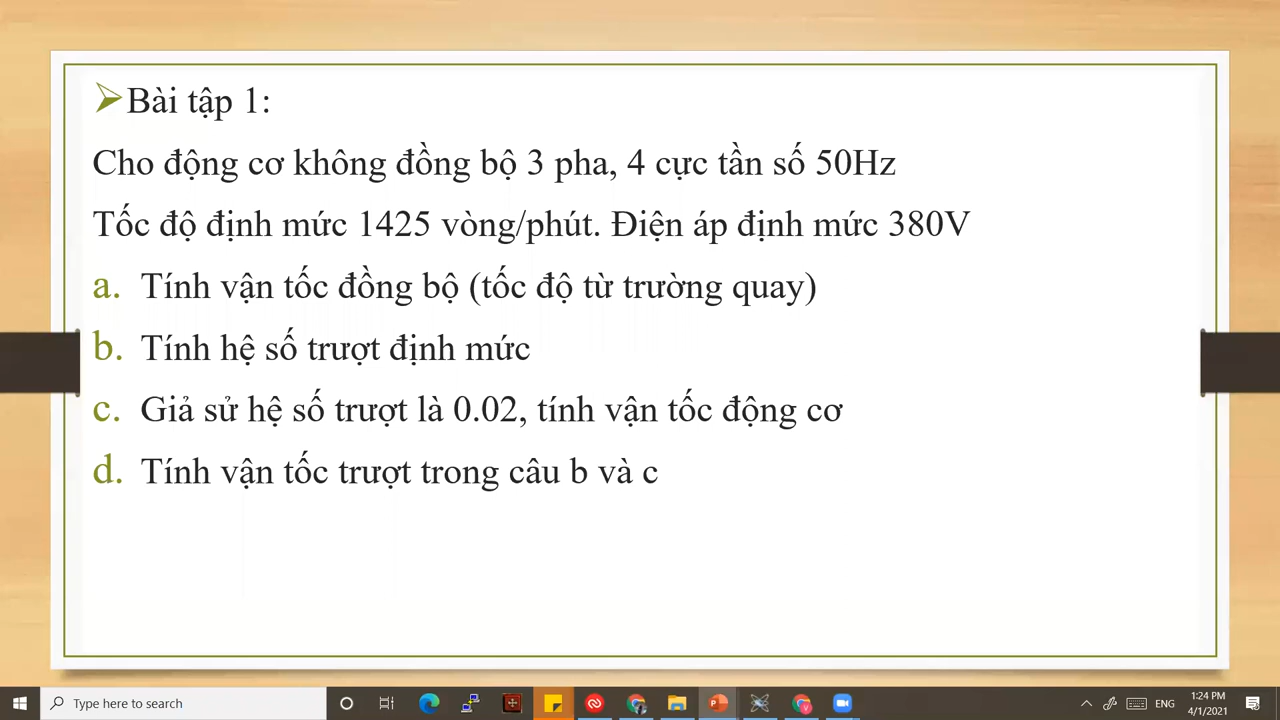 Bài tập 1:
Cho động cơ không đồng bộ 3 pha, 4 cực tần số 50Hz
Tốc độ định mức 1425 vòng/phút. Điện áp định mức 380V
a. Tính vận tốc đồng bộ (tốc độ từ trường quay)
b. Tính hệ số trượt định mức
c. Giả sử hệ số trượt là 0.02, tính vận tốc động cơ
d. Tính vận tốc trượt trong câu b và c
Type here to search
ENG
1:24 PM
4/1/2021